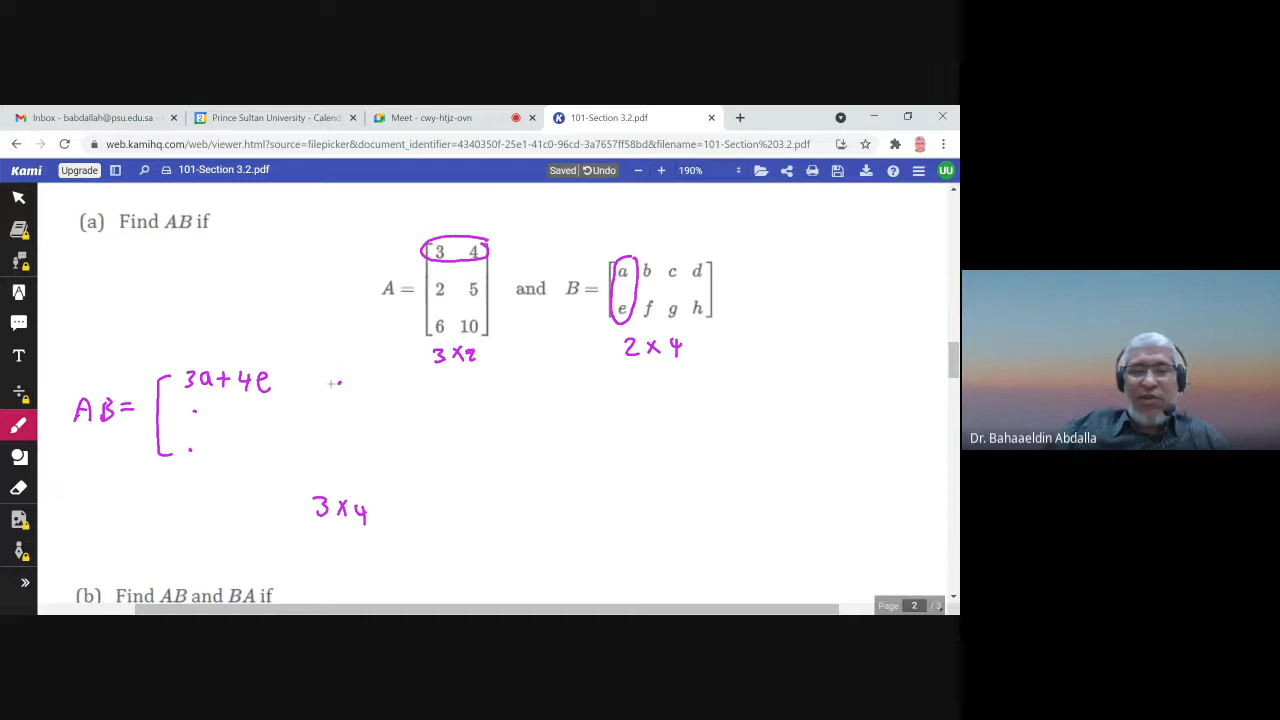 Inbox - babdallah@psu.edu.sa - Prince Sultan University - Calend Meet - cwy-htjz-ovn 101-Section 3.2.pdf
web.kamihq.com/web/viewer.html?source=filepicker&document_identifier=4340350f-25e1-41c0-96cd-3a7657ff58bd&filename=101-Section%203.2.pdf
Kami Upgrade 101-Section 3.2.pdf Saved Undo 190% UU
(a) Find AB if
3 4
a b c d
A = 2 5 and B =
e f g h
6 10
3 × 2 2 × 4
3a + 4e
AB =
3 × 4
Dr. Bahaaeldin Abdalla
(b) Find AB and BA if
Page 2 / 3